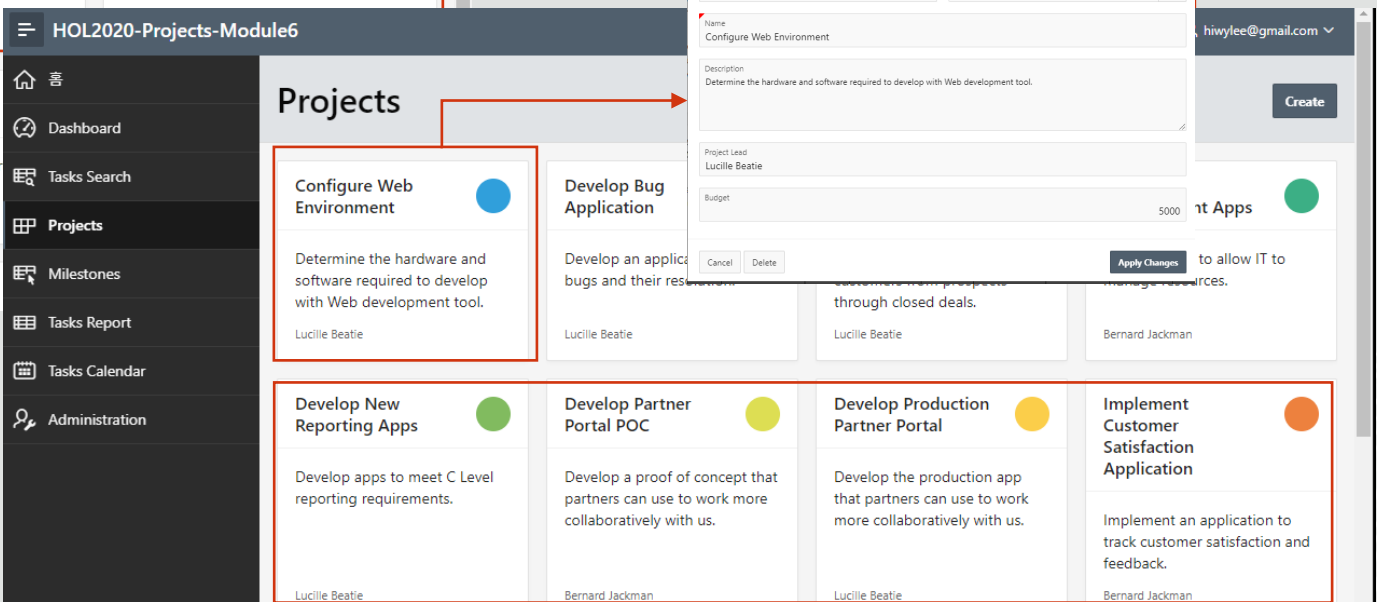 HOL2020-Projects-Module6
hiwylee@gmail.com
홈
Dashboard
Tasks Search
Projects
Milestones
Tasks Report
Tasks Calendar
Administration
Projects
Create
Name
Configure Web Environment
Description
Determine the hardware and software required to develop with Web development tool.
Project Lead
Lucille Beatie
Budget
5000
Cancel
Delete
Apply Changes
Configure Web
Environment
Determine the hardware and
software required to develop
with Web development tool.
Lucille Beatie
Develop Bug
Application
Develop an applica
bugs and their resolution.
Lucille Beatie
customers from prospects
through closed deals.
Lucille Beatie
nt Apps
to allow IT to
manage resources.
Bernard Jackman
Develop New
Reporting Apps
Develop apps to meet C Level
reporting requirements.
Lucille Beatie
Develop Partner
Portal POC
Develop a proof of concept that
partners can use to work more
collaboratively with us.
Bernard Jackman
Develop Production
Partner Portal
Develop the production app
that partners can use to work
more collaboratively with us.
Lucille Beatie
Implement
Customer
Satisfaction
Application
Implement an application to
track customer satisfaction and
feedback.
Bernard Jackman